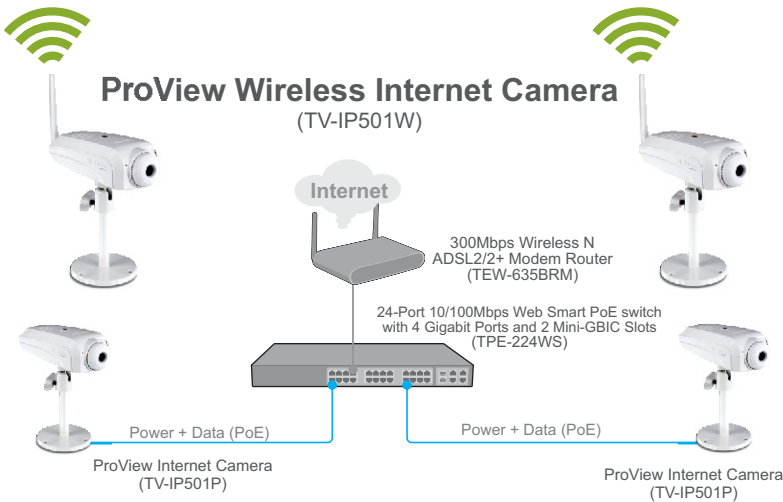 ProView Wireless Internet Camera
(TV-IP501W)
Internet
300Mbps Wireless N
ADSL2/2+ Modem Router
(TEW-635BRM)
24-Port 10/100Mbps Web Smart PoE switch
with 4 Gigabit Ports and 2 Mini-GBIC Slots
(TPE-224WS)
Power + Data (PoE)
Power + Data (PoE)
ProView Internet Camera
(TV-IP501P)
ProView Internet Camera
(TV-IP501P)